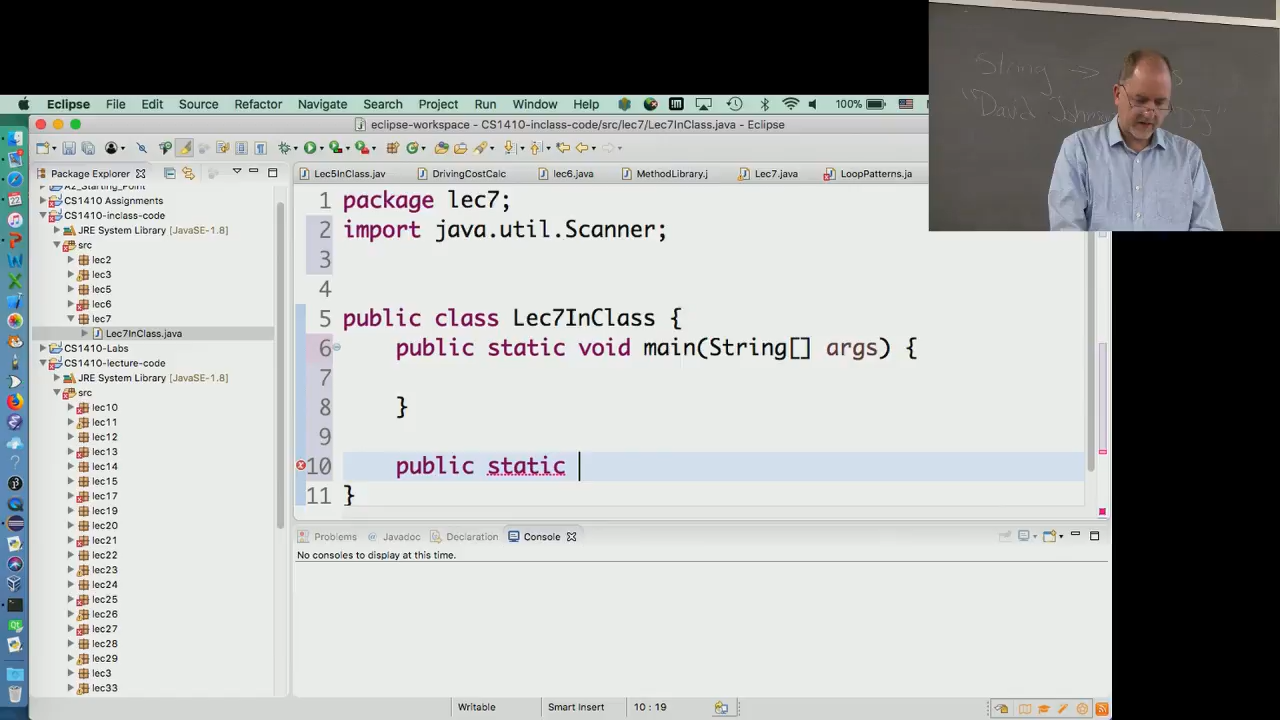 String →
"David
Eclipse File Edit Source Refactor Navigate Search Project Run Window Help 100%
eclipse-workspace - CS1410-inclass-code/src/lec7/Lec7InClass.java - Eclipse
Package Explorer
Lec5InClass.jav DrivingCostCalc lec6.java MethodLibrary.j Lec7.java LoopPatterns.ja
A2_Starting_Point
CS1410 Assignments
CS1410-inclass-code
JRE System Library [JavaSE-1.8]
src
lec2
lec3
lec5
lec6
lec7
Lec7InClass.java
CS1410-Labs
CS1410-lecture-code
JRE System Library [JavaSE-1.8]
src
lec10
lec11
lec12
lec13
lec14
lec15
lec17
lec19
lec20
lec21
lec22
lec23
lec24
lec25
lec26
lec27
lec28
lec29
lec3
lec33
1 package lec7;
2 import java.util.Scanner;
3
4
5 public class Lec7InClass {
6 public static void main(String[] args) {
7
8 }
9
10 public static
11 }
Problems Javadoc Declaration Console
No consoles to display at this time.
Writable Smart Insert 10 : 19